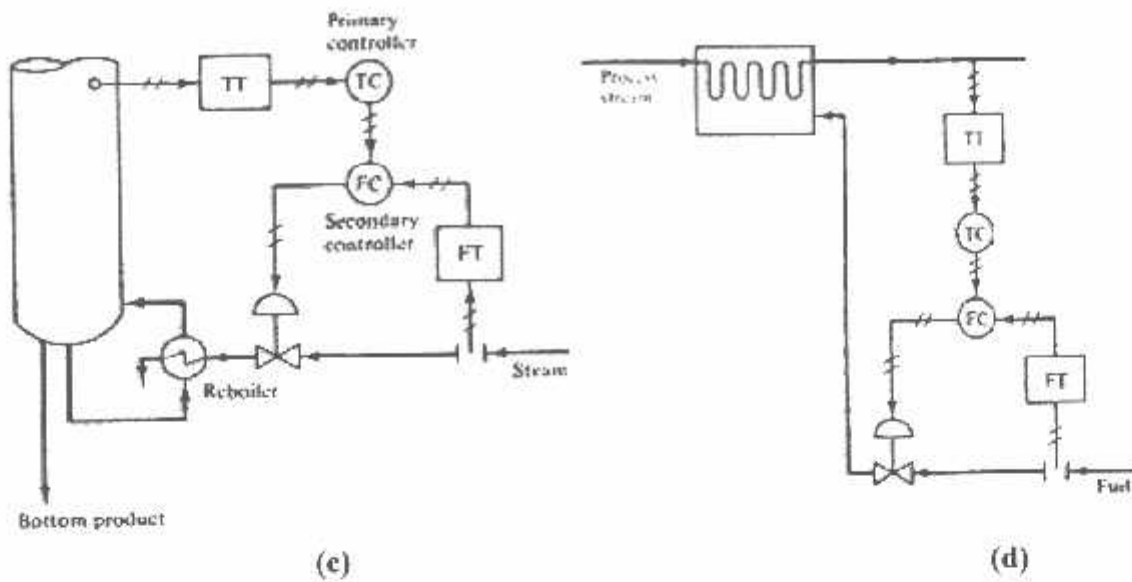 Primary
controller
TT
TC
FC
Secondary
controller
FT
Steam
Reboiler
Bottom product
(c)
Process
stream
TT
TC
FC
FT
Fuel
(d)